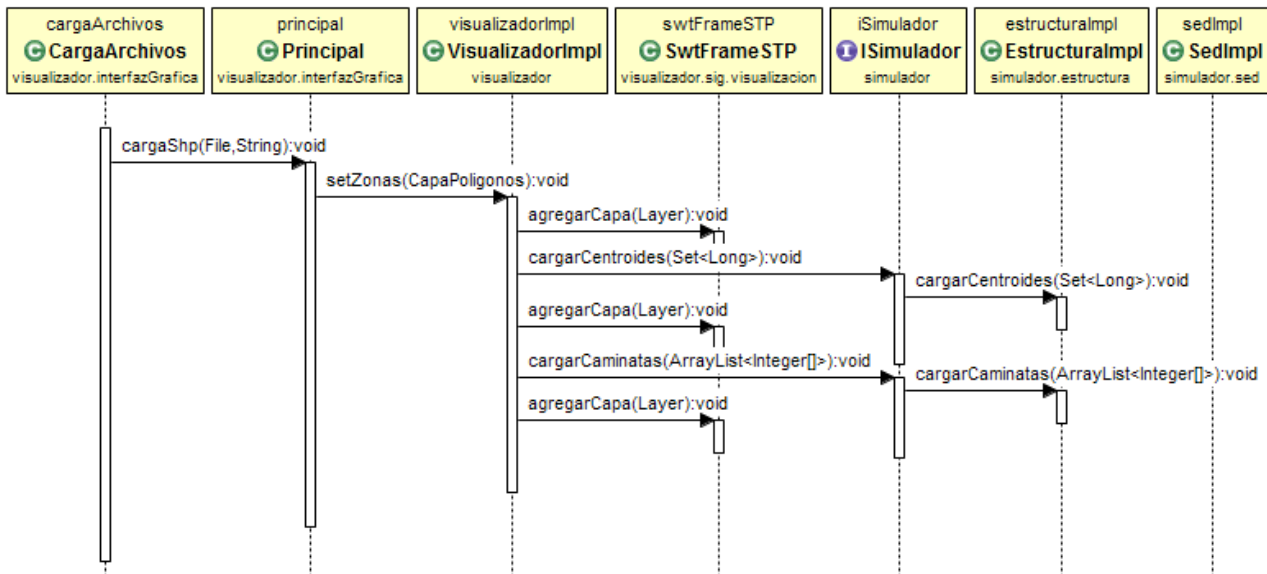 cargaArchivos
CargaArchivos
visualizador.interfazGrafica
principal
Principal
visualizador.interfazGrafica
visualizadorImpl
VisualizadorImpl
visualizador
swtFrameSTP
SwtFrameSTP
visualizador.sig.visualizacion
iSimulador
ISimulador
simulador
estructuraImpl
EstructuraImpl
simulador.estructura
sedImpl
SedImpl
simulador.sed
cargaShp(File,String):void
setZonas(CapaPoligonos):void
agregarCapa(Layer):void
cargarCentroides(Set<Long>):void
cargarCentroides(Set<Long>):void
agregarCapa(Layer):void
cargarCaminatas(ArrayList<Integer[]>):void
cargarCaminatas(ArrayList<Integer[]>):void
agregarCapa(Layer):void